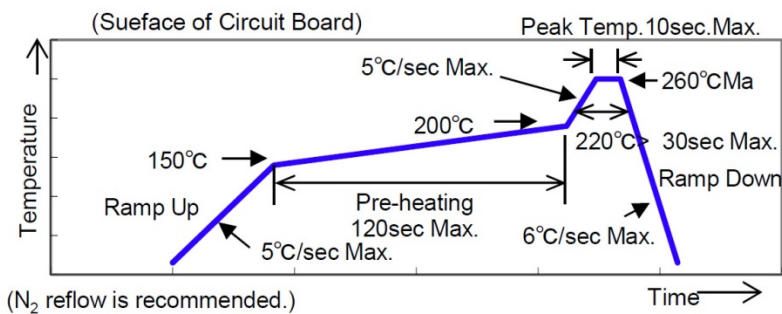 (Sueface of Circuit Board)
Peak Temp.10sec.Max.
5℃/sec Max.
260℃Ma
200℃
220℃> 30sec Max.
150℃
Ramp Down
Ramp Up
Pre-heating
120sec Max.
5℃/sec Max.
6℃/sec Max.
Temperature
(N₂ reflow is recommended.)
Time